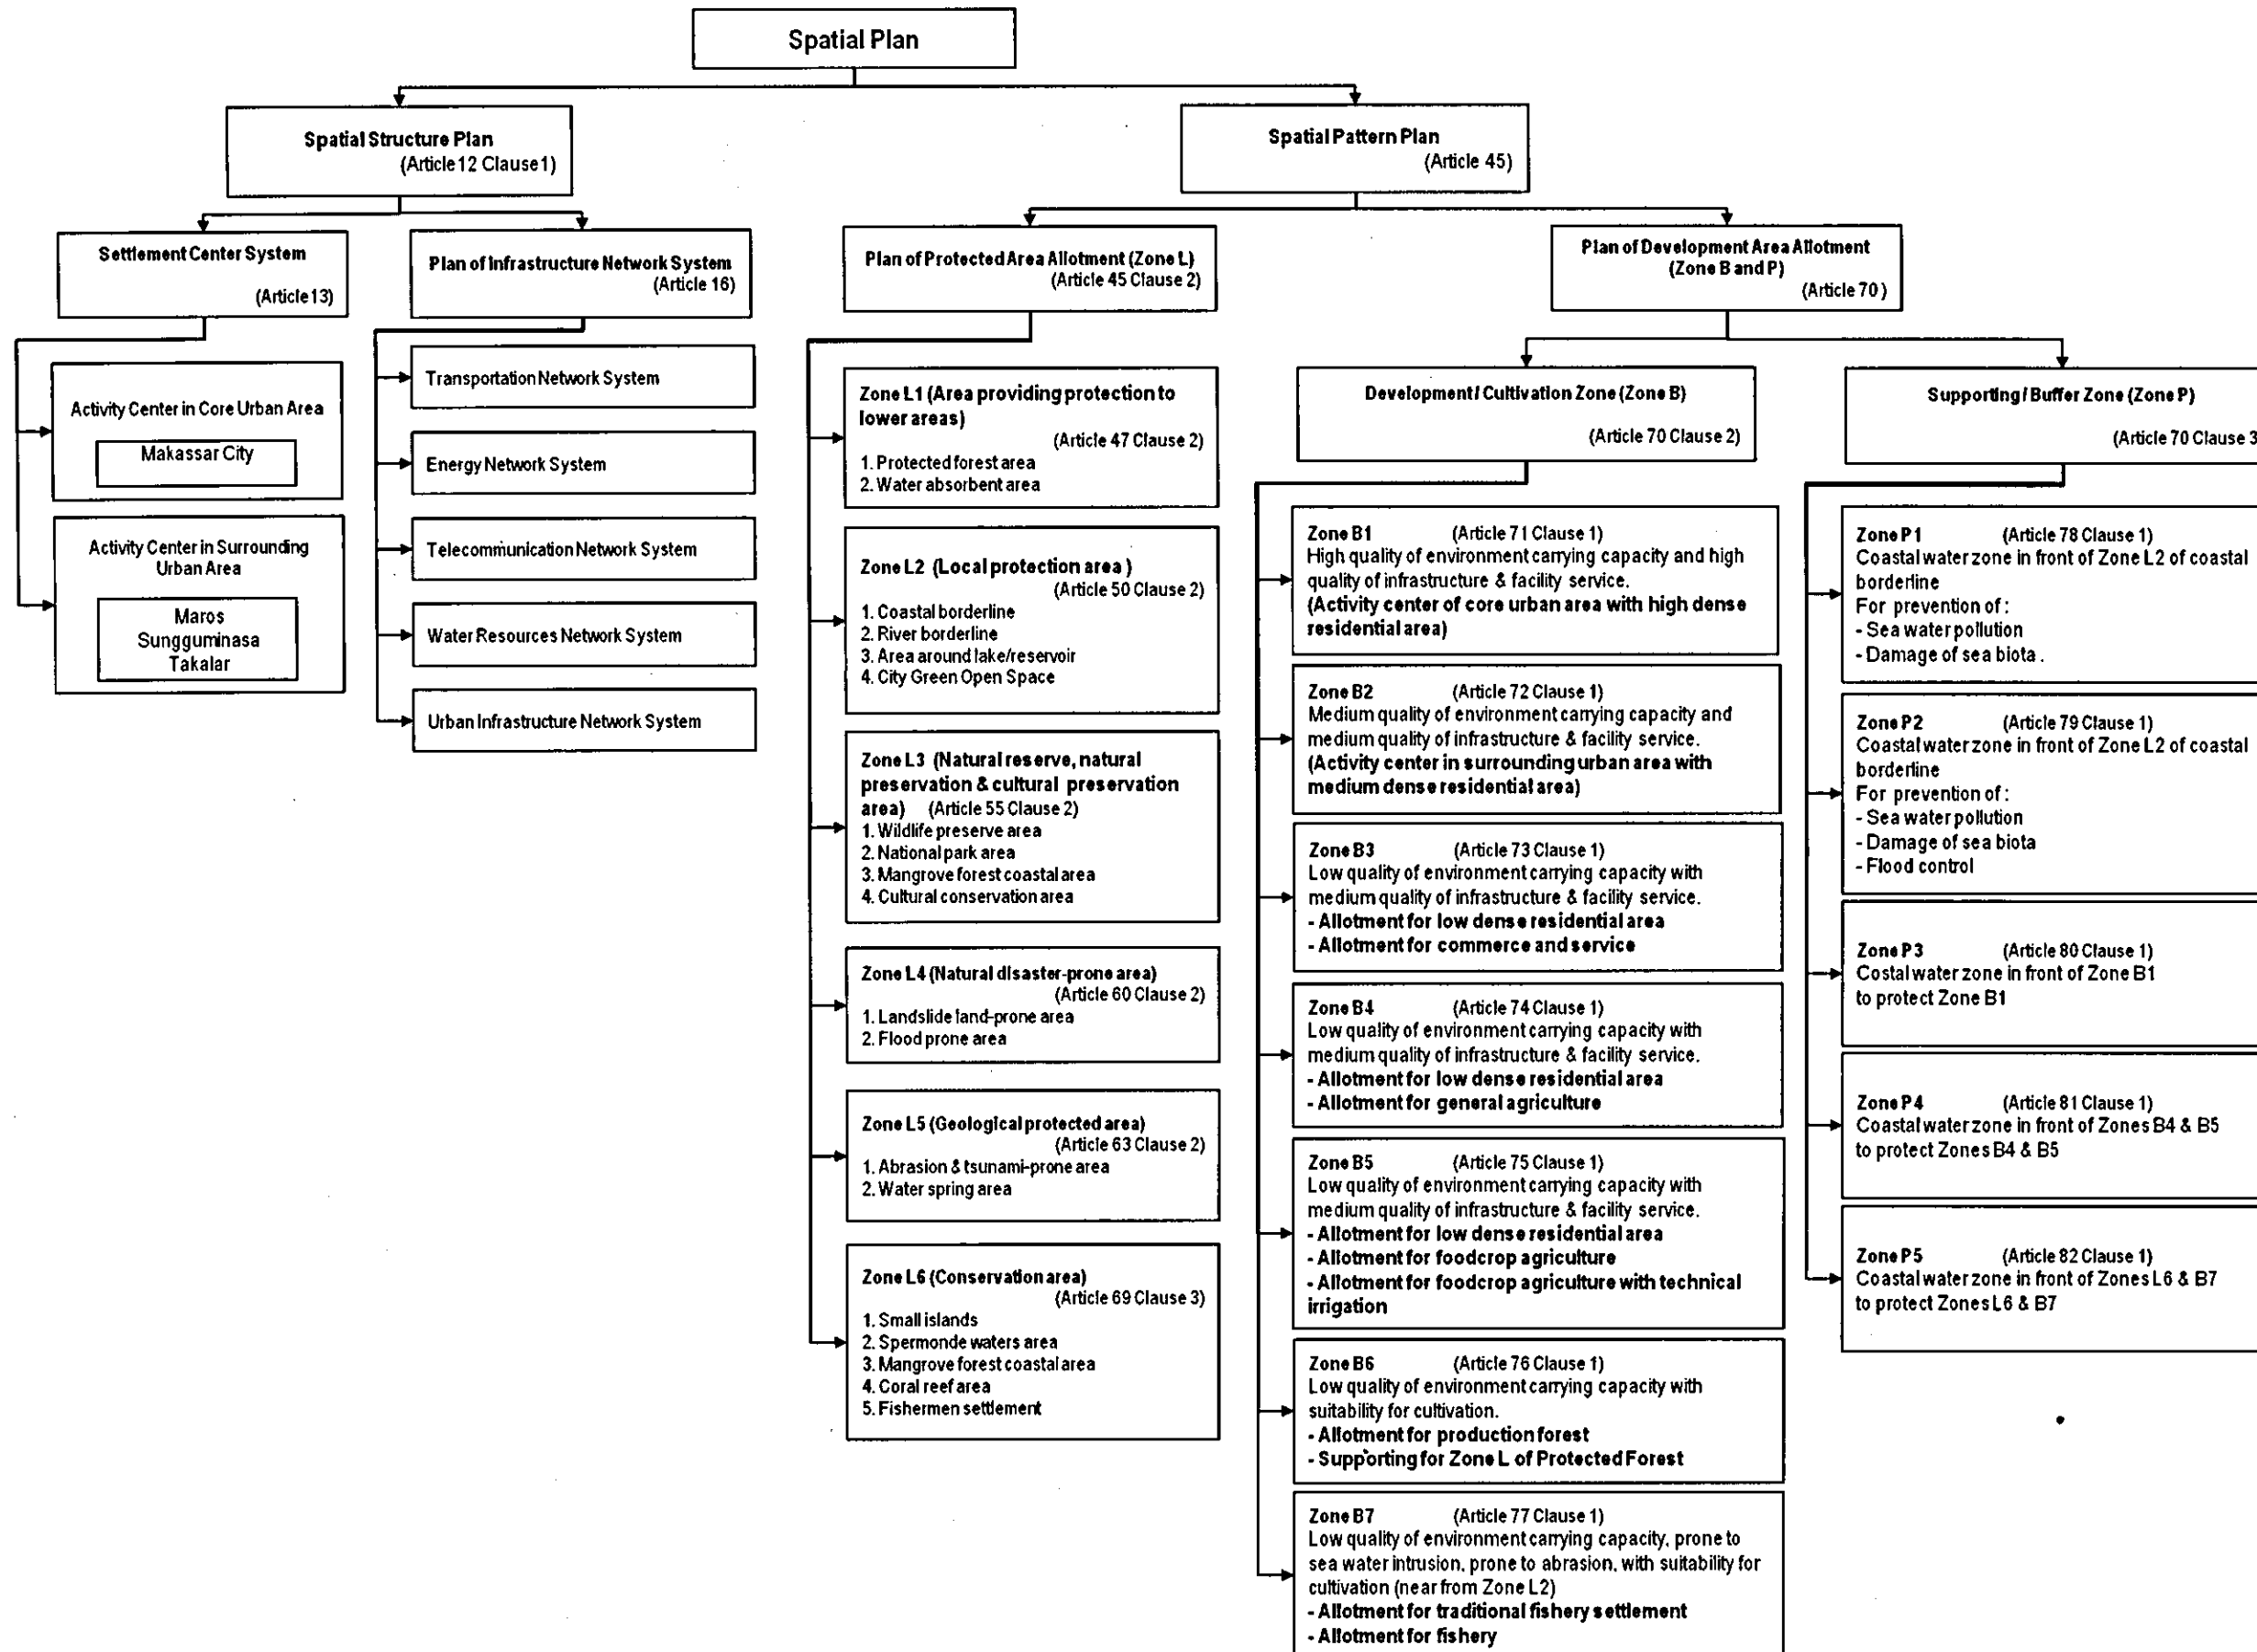 Spatial Plan
Spatial Structure Plan
(Article 12 Clause 1)
Spatial Pattern Plan
(Article 45)
Settlement Center System
(Article 13)
Plan of Infrastructure Network System
(Article 16)
Plan of Protected Area Allotment (Zone L)
(Article 45 Clause 2)
Plan of Development Area Allotment
(Zone B and P)
(Article 70)
Activity Center in Core Urban Area
Makassar City
Activity Center in Surrounding
Urban Area
Maros
Sungguminasa
Takalar
Transportation Network System
Energy Network System
Telecommunication Network System
Water Resources Network System
Urban Infrastructure Network System
Zone L1 (Area providing protection to
lower areas)
(Article 47 Clause 2)
1. Protected forest area
2. Water absorbent area
Zone L2 (Local protection area )
(Article 50 Clause 2)
1. Coastal borderline
2. River borderline
3. Area around lake/reservoir
4. City Green Open Space
Zone L3 (Natural reserve, natural
preservation & cultural preservation
area) (Article 55 Clause 2)
1. Wildlife preserve area
2. National park area
3. Mangrove forest coastal area
4. Cultural conservation area
Zone L4 (Natural disaster-prone area)
(Article 60 Clause 2)
1. Landslide land-prone area
2. Flood prone area
Zone L5 (Geological protected area)
(Article 63 Clause 2)
1. Abrasion & tsunami-prone area
2. Water spring area
Zone L6 (Conservation area)
(Article 69 Clause 3)
1. Small islands
2. Spermonde waters area
3. Mangrove forest coastal area
4. Coral reef area
5. Fishermen settlement
Development / Cultivation Zone (Zone B)
(Article 70 Clause 2)
Zone B1 (Article 71 Clause 1)
High quality of environment carrying capacity and high
quality of infrastructure & facility service.
(Activity center of core urban area with high dense
residential area)
Zone B2 (Article 72 Clause 1)
Medium quality of environment carrying capacity and
medium quality of infrastructure & facility service.
(Activity center in surrounding urban area with
medium dense residential area)
Zone B3 (Article 73 Clause 1)
Low quality of environment carrying capacity with
medium quality of infrastructure & facility service.
- Allotment for low dense residential area
- Allotment for commerce and service
Zone B4 (Article 74 Clause 1)
Low quality of environment carrying capacity with
medium quality of infrastructure & facility service.
- Allotment for low dense residential area
- Allotment for general agriculture
Zone B5 (Article 75 Clause 1)
Low quality of environment carrying capacity with
medium quality of infrastructure & facility service.
- Allotment for low dense residential area
- Allotment for foodcrop agriculture
- Allotment for foodcrop agriculture with technical
irrigation
Zone B6 (Article 76 Clause 1)
Low quality of environment carrying capacity with
suitability for cultivation.
- Allotment for production forest
- Supporting for Zone L of Protected Forest
Zone B7 (Article 77 Clause 1)
Low quality of environment carrying capacity, prone to
sea water intrusion, prone to abrasion, with suitability for
cultivation (near from Zone L2)
- Allotment for traditional fishery settlement
- Allotment for fishery
Supporting / Buffer Zone (Zone P)
(Article 70 Clause 3
Zone P1 (Article 78 Clause 1)
Coastal water zone in front of Zone L2 of coastal
borderline
For prevention of :
- Sea water pollution
- Damage of sea biota .
Zone P2 (Article 79 Clause 1)
Coastal water zone in front of Zone L2 of coastal
borderline
For prevention of :
- Sea water pollution
- Damage of sea biota
- Flood control
Zone P3 (Article 80 Clause 1)
Costal water zone in front of Zone B1
to protect Zone B1
Zone P4 (Article 81 Clause 1)
Coastal water zone in front of Zones B4 & B5
to protect Zones B4 & B5
Zone P5 (Article 82 Clause 1)
Coastal water zone in front of Zones L6 & B7
to protect Zones L6 & B7